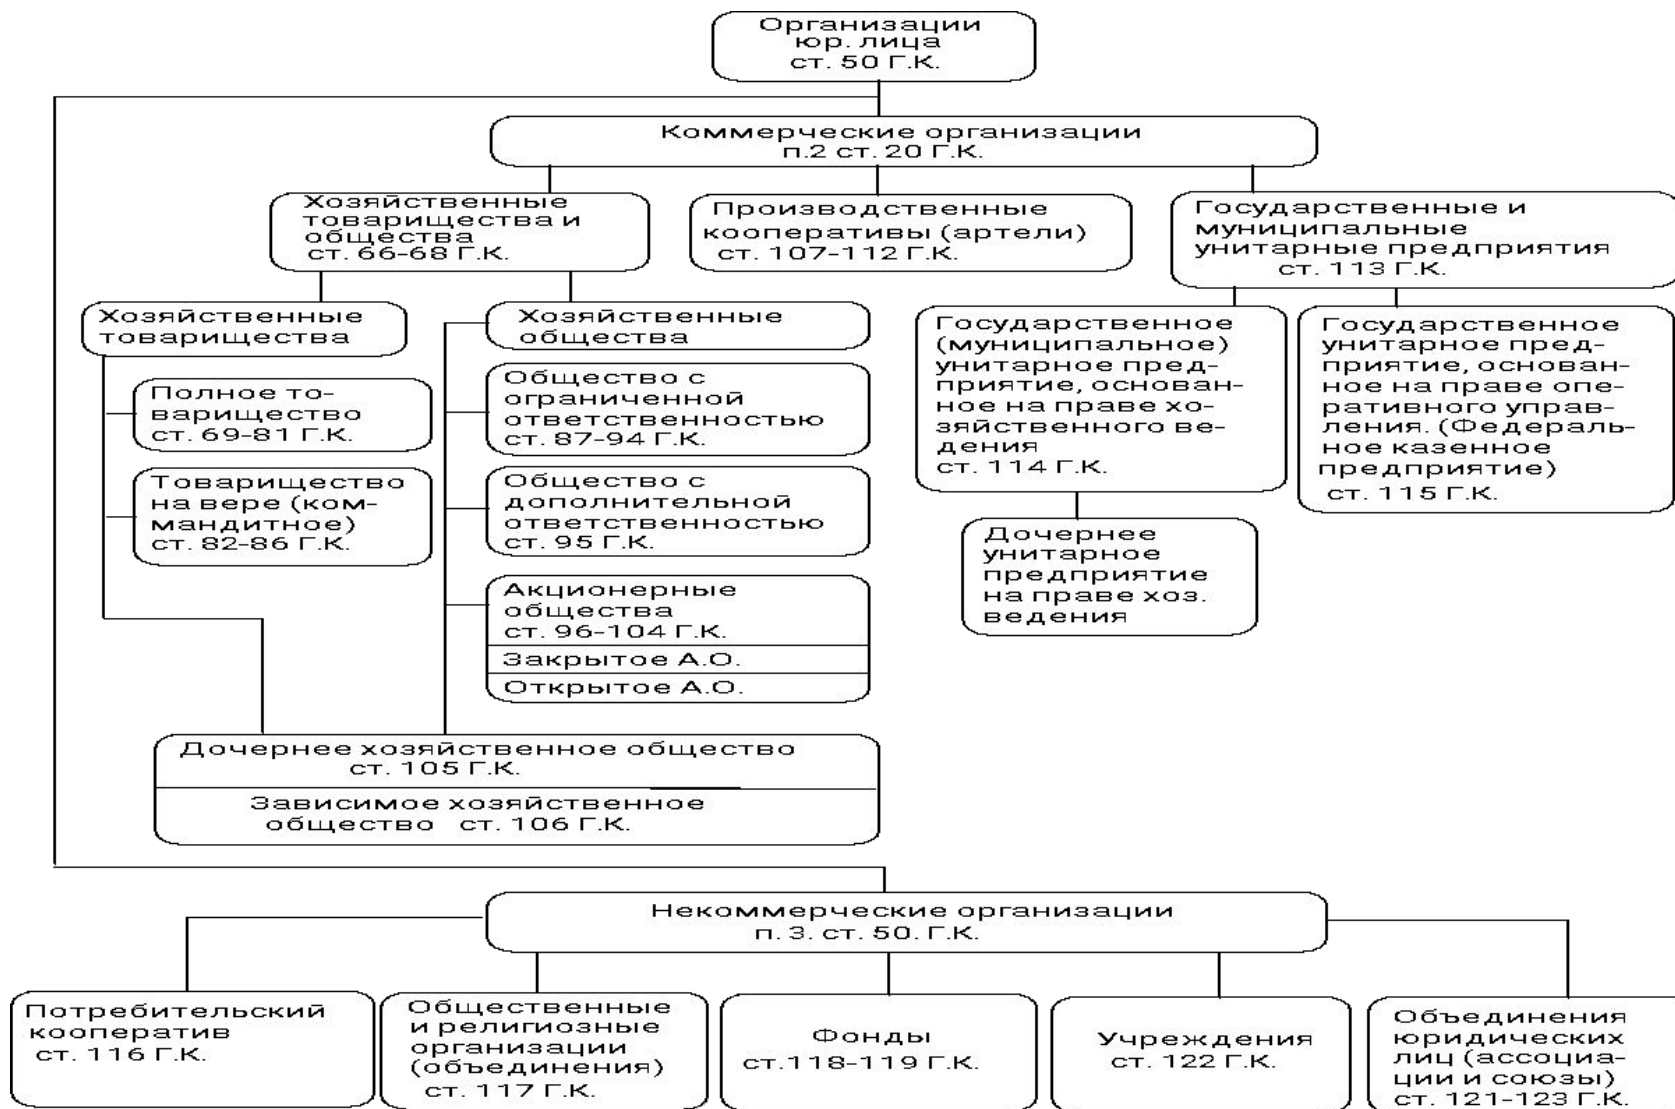 Организации
юр. лица
ст. 50 Г.К.
Коммерческие организации
п.2 ст. 20 Г.К.
Хозяйственные
товарищества и
общества
ст. 66-68 Г.К.
Производственные
кооперативы (артели)
ст. 107-112 Г.К.
Государственные и
муниципальные
унитарные предприятия
ст. 113 Г.К.
Хозяйственные
товарищества
Хозяйственные
общества
Государственное
(муниципальное)
унитарное пред-
приятие, основан-
ное на праве хо-
зяйственного ве-
дения
ст. 114 Г.К.
Государственное
унитарное пред-
приятие, основан-
ное на праве опе-
ративного управ-
ления. (Федераль-
ное казенное
предприятие)
ст. 115 Г.К.
Полное то-
варищество
ст. 69-81 Г.К.
Общество с
ограниченной
ответственностью
ст. 87-94 Г.К.
Товарищество
на вере (ком-
мандитное)
ст. 82-86 Г.К.
Общество с
дополнительной
ответственностью
ст. 95 Г.К.
Дочернее
унитарное
предприятие
на праве хоз.
ведения
Акционерные
общества
ст. 96-104 Г.К.
Закрытое А.О.
Открытое А.О.
Дочернее хозяйственное общество
ст. 105 Г.К.
Зависимое хозяйственное
общество ст. 106 Г.К.
Некоммерческие организации
п. 3. ст. 50. Г.К.
Потребительский
кооператив
ст. 116 Г.К.
Общественные
и религиозные
организации
(объединения)
ст. 117 Г.К.
Фонды
ст.118-119 Г.К.
Учреждения
ст. 122 Г.К.
Объединения
юридических
лиц (ассоциа-
ции и союзы)
ст. 121-123 Г.К.